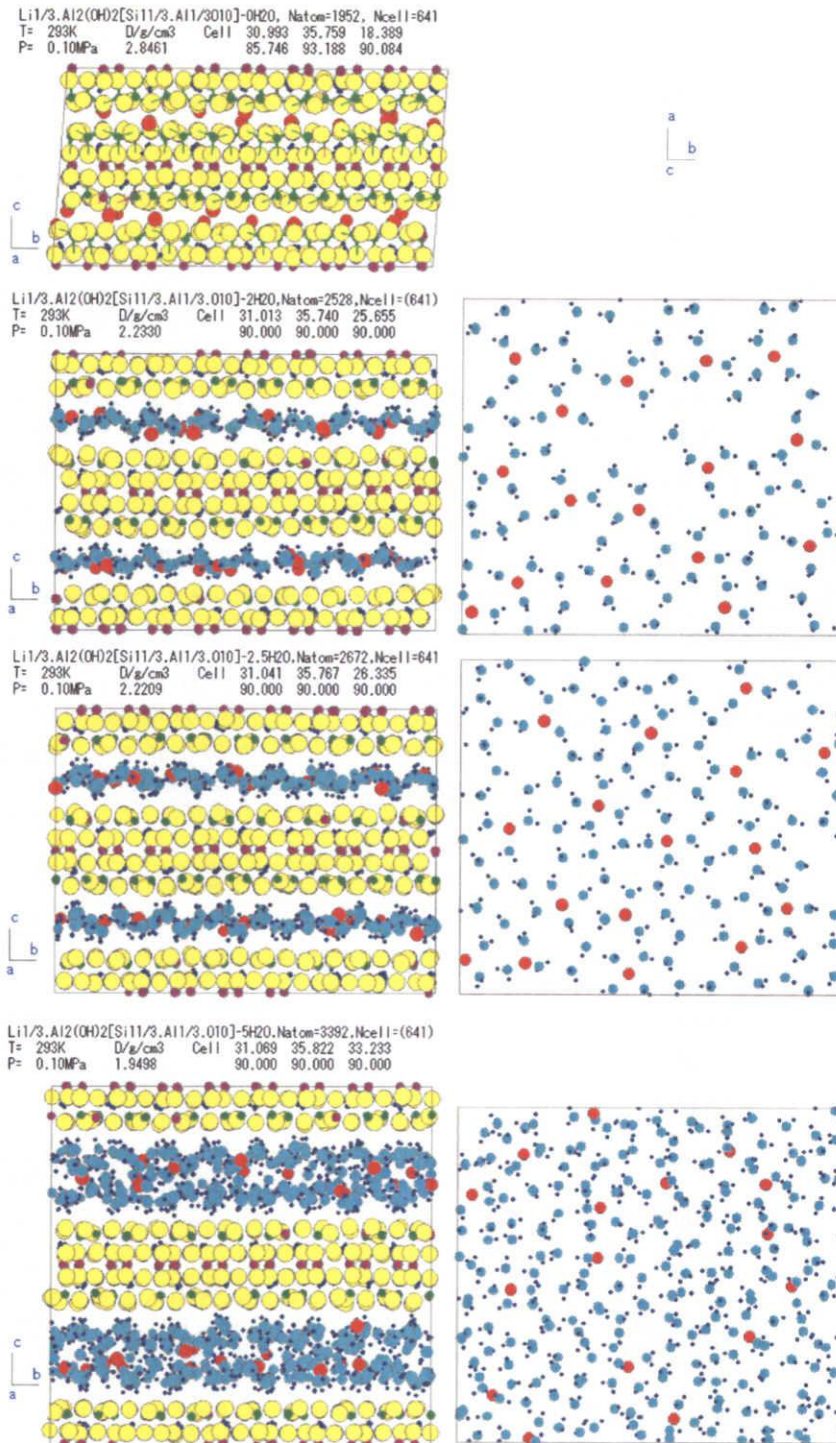 Li1/3.Al2(OH)2[Si11/3.Al1/3O10]-0H2O, Natom=1952, Ncell=641
T= 293K D/g/cm3 Cell 30.993 35.759 18.389
P= 0.10MPa 2.8461 85.746 93.188 90.084
c
b
a
a
b
c
Li1/3.Al2(OH)2[Si11/3.Al1/3.O10]-2H2O,Natom=2528,Ncell=(641)
T= 293K D/g/cm3 Cell 31.013 35.740 25.655
P= 0.10MPa 2.2330 90.000 90.000 90.000
c
b
a
Li1/3.Al2(OH)2[Si11/3.Al1/3.O10]-2.5H2O,Natom=2672,Ncell=641
T= 293K D/g/cm3 Cell 31.041 35.767 26.335
P= 0.10MPa 2.2209 90.000 90.000 90.000
c
b
a
Li1/3.Al2(OH)2[Si11/3.Al1/3.O10]-5H2O,Natom=3392,Ncell=(641)
T= 293K D/g/cm3 Cell 31.069 35.822 33.233
P= 0.10MPa 1.9498 90.000 90.000 90.000
c
b
a